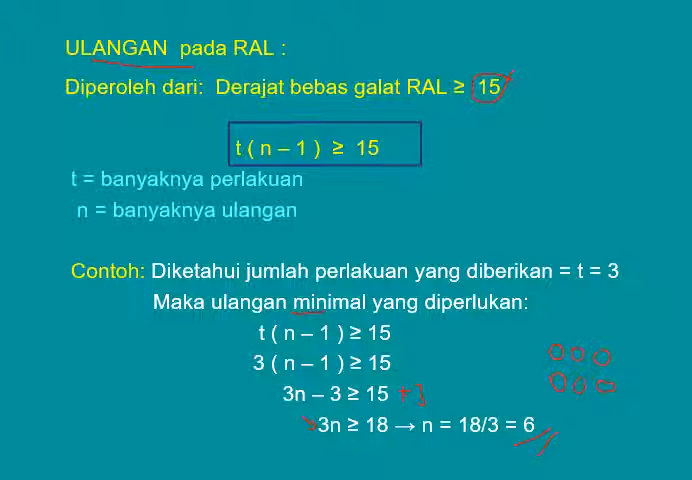 ULANGAN pada RAL :
Diperoleh dari: Derajat bebas galat RAL ≥ 15
t ( n – 1 ) ≥ 15
t = banyaknya perlakuan
n = banyaknya ulangan
Contoh: Diketahui jumlah perlakuan yang diberikan = t = 3
Maka ulangan minimal yang diperlukan:
t ( n – 1 ) ≥ 15
3 ( n – 1 ) ≥ 15
3n – 3 ≥ 15
3n ≥ 18 → n = 18/3 = 6